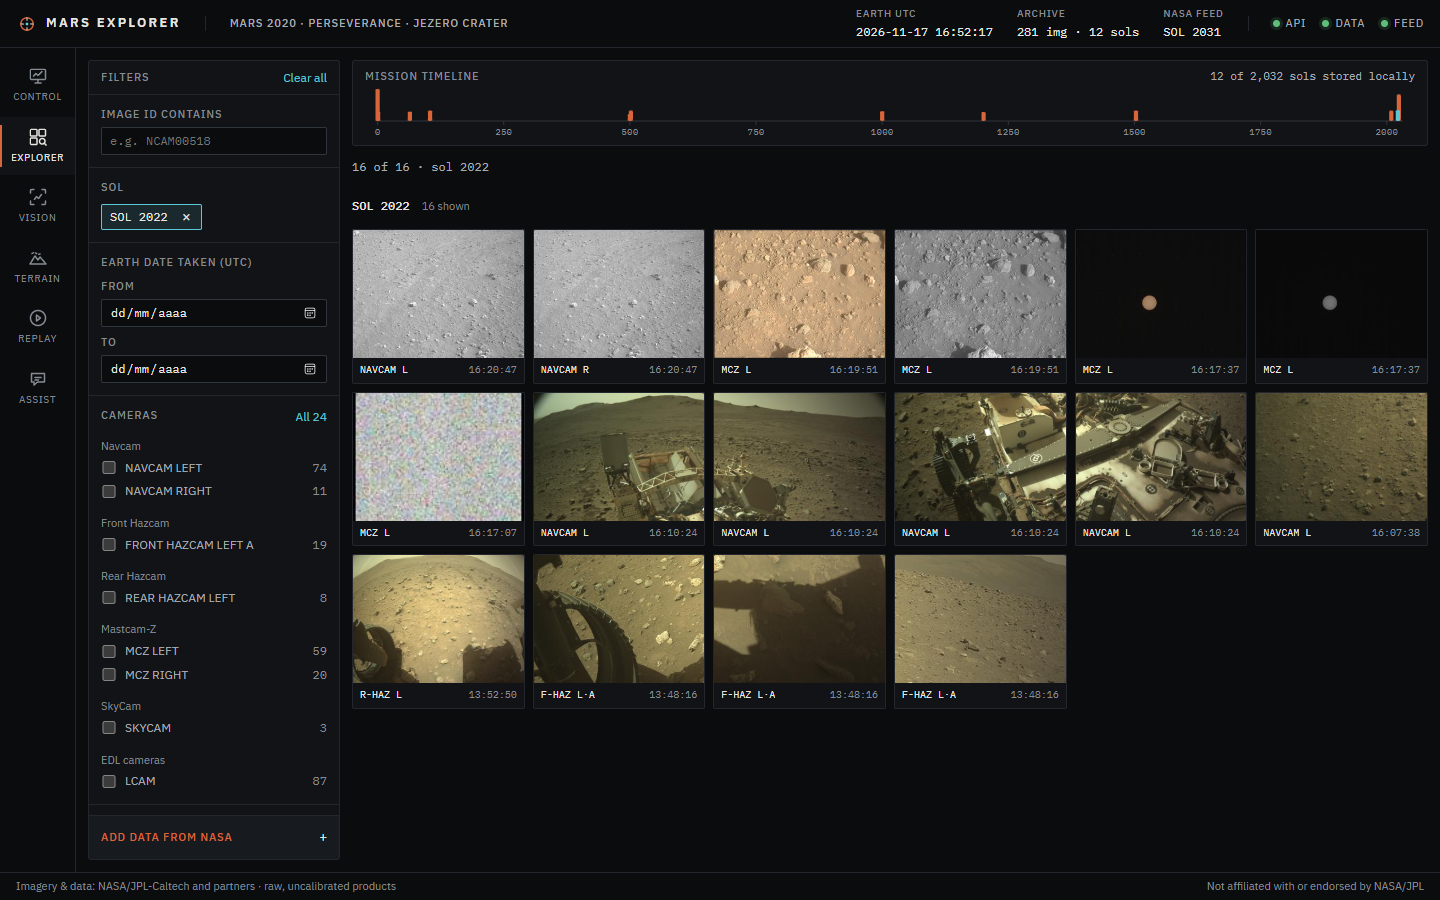 MARS EXPLORER
MARS 2020 · PERSEVERANCE · JEZERO CRATER
EARTH UTC
2026-11-17 16:52:17
ARCHIVE
281 img · 12 sols
NASA FEED
SOL 2031
API
DATA
FEED
CONTROL
EXPLORER
VISION
TERRAIN
REPLAY
ASSIST
FILTERS
Clear all
IMAGE ID CONTAINS
e.g. NCAM00518
SOL
SOL 2022 ×
EARTH DATE TAKEN (UTC)
FROM
dd/mm/aaaa
TO
dd/mm/aaaa
CAMERAS
All 24
Navcam
NAVCAM LEFT 74
NAVCAM RIGHT 11
Front Hazcam
FRONT HAZCAM LEFT A 19
Rear Hazcam
REAR HAZCAM LEFT 8
Mastcam-Z
MCZ LEFT 59
MCZ RIGHT 20
SkyCam
SKYCAM 3
EDL cameras
LCAM 87
ADD DATA FROM NASA +
MISSION TIMELINE
12 of 2,032 sols stored locally
0 250 500 750 1000 1250 1500 1750 2000
16 of 16 · sol 2022
SOL 2022 16 shown
NAVCAM L 16:20:47
NAVCAM R 16:20:47
MCZ L 16:19:51
MCZ L 16:19:51
MCZ L 16:17:37
MCZ L 16:17:37
MCZ L 16:17:07
NAVCAM L 16:10:24
NAVCAM L 16:10:24
NAVCAM L 16:10:24
NAVCAM L 16:10:24
NAVCAM L 16:07:38
R-HAZ L 13:52:50
F-HAZ L·A 13:48:16
F-HAZ L·A 13:48:16
F-HAZ L·A 13:48:16
Imagery & data: NASA/JPL-Caltech and partners · raw, uncalibrated products
Not affiliated with or endorsed by NASA/JPL